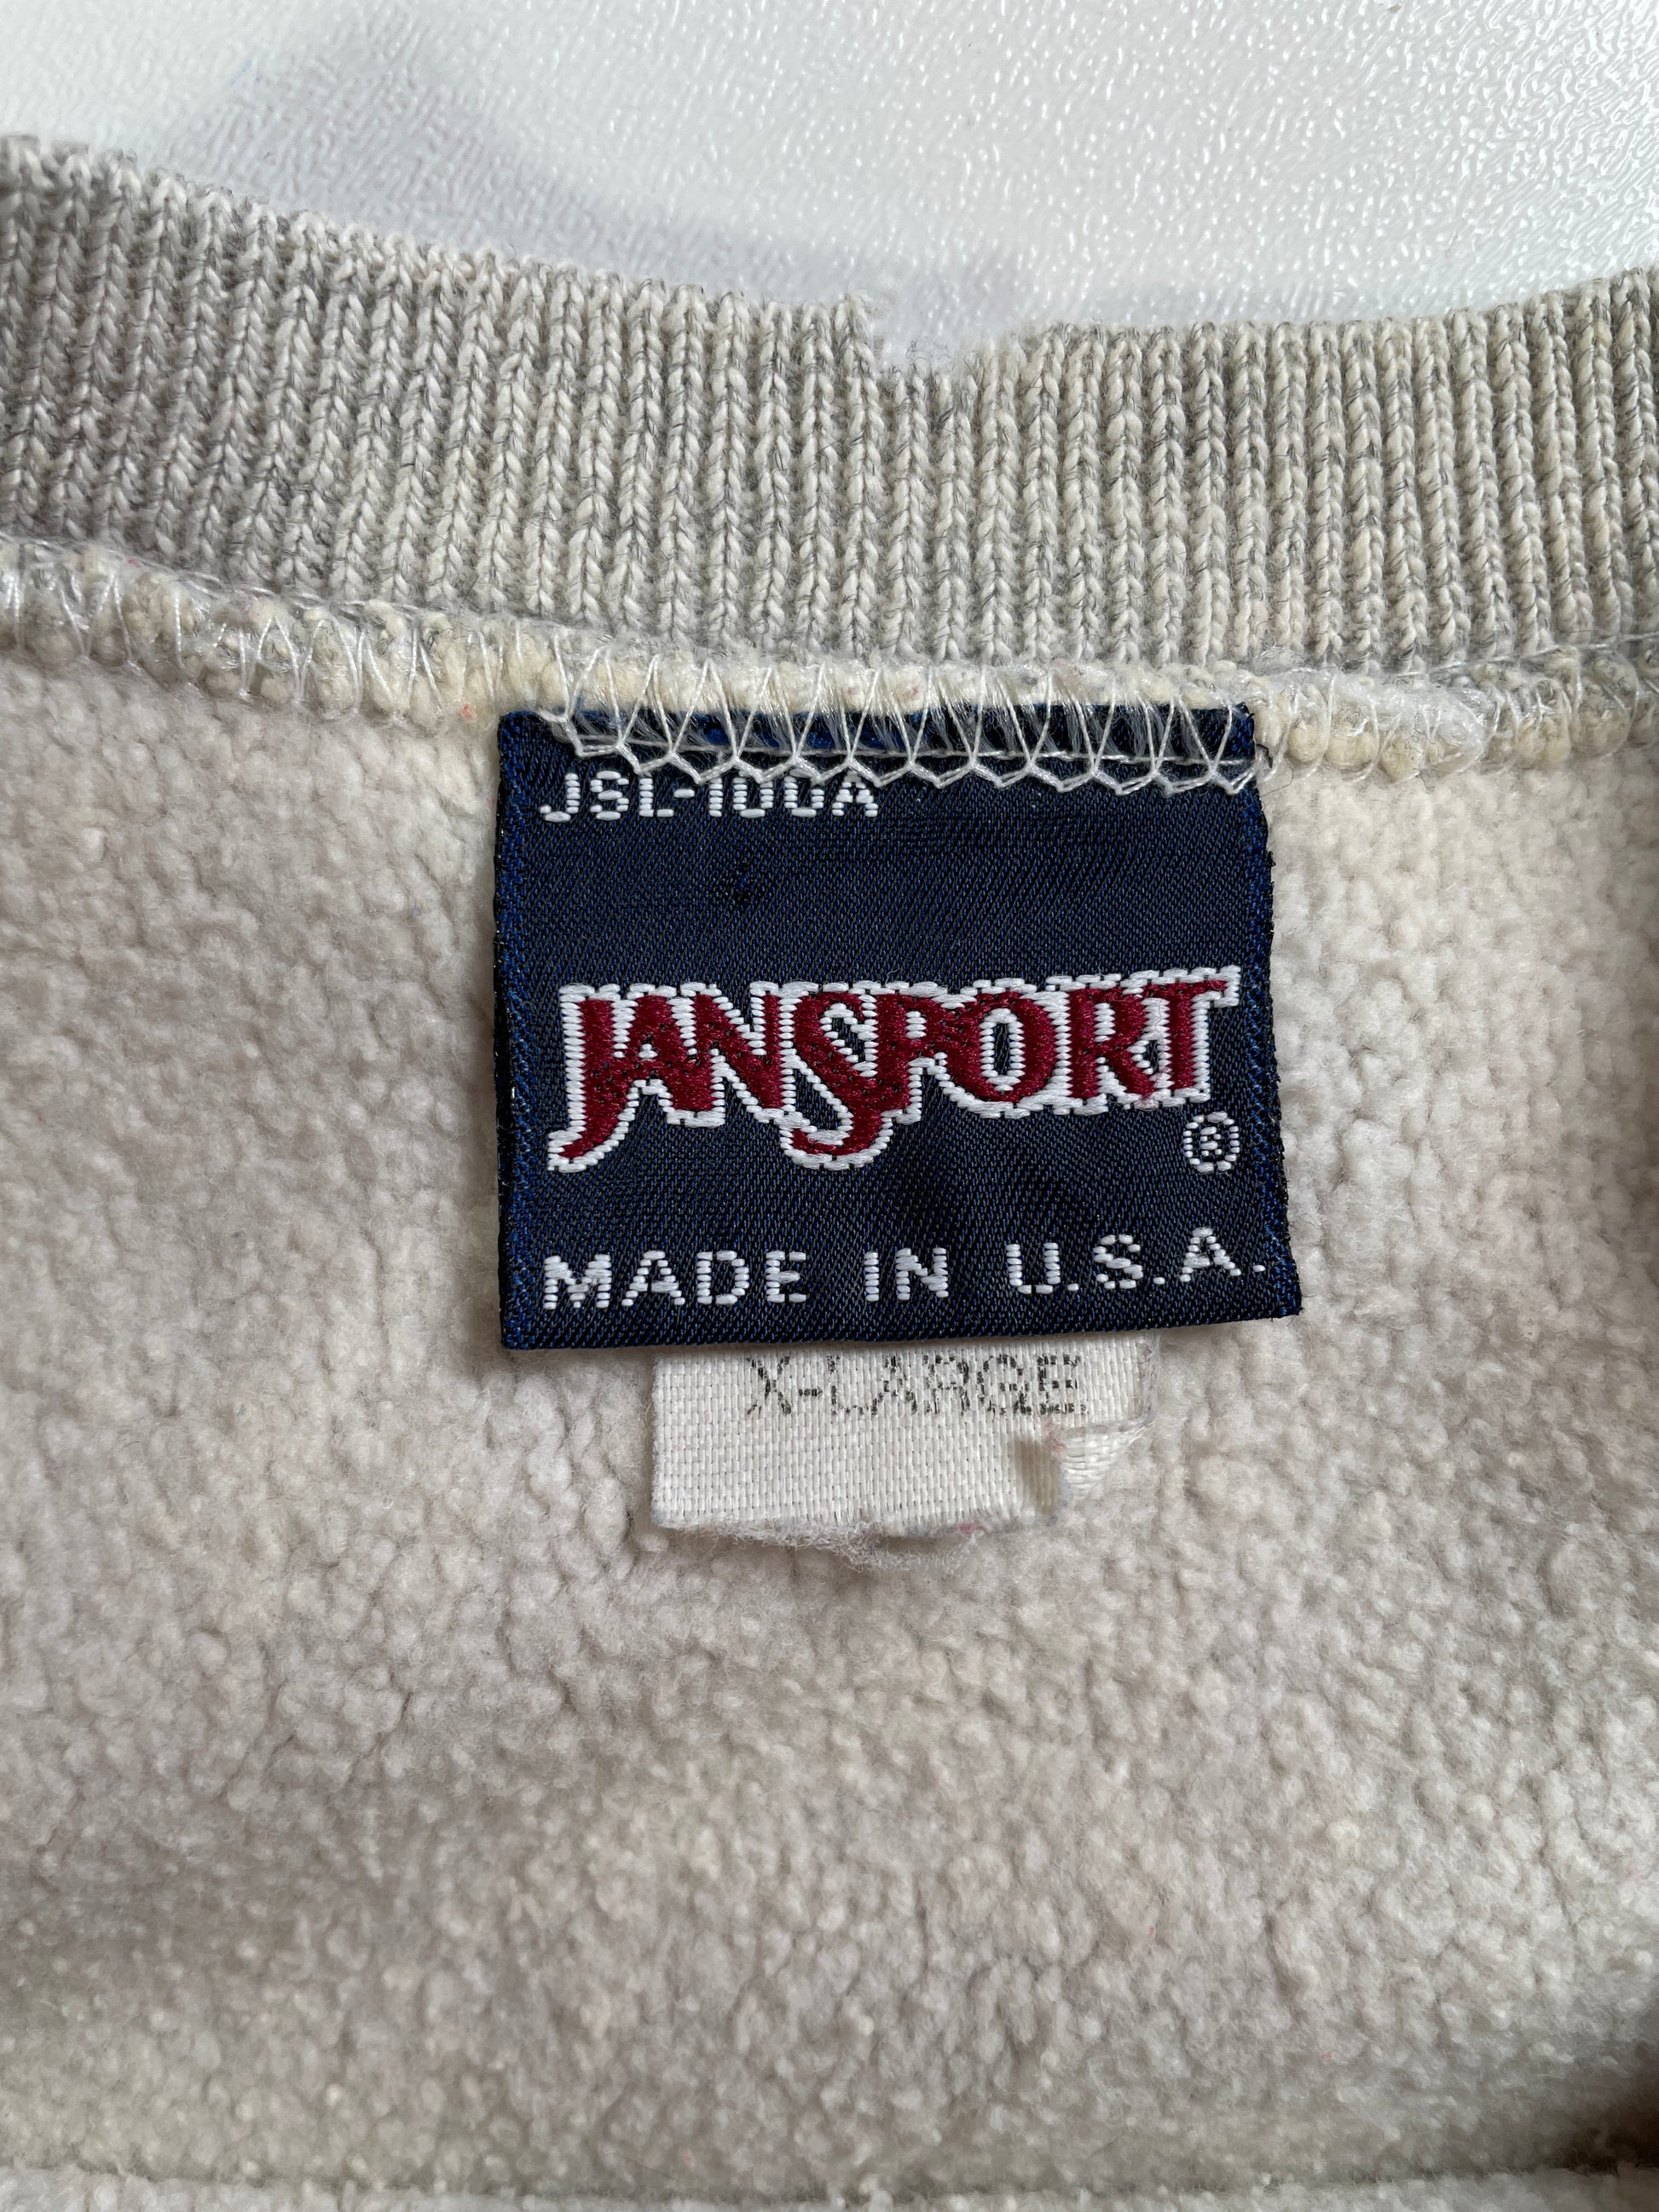 JSL-100A
JANSPORT
®
MADE IN U.S.A.
X-LARGE